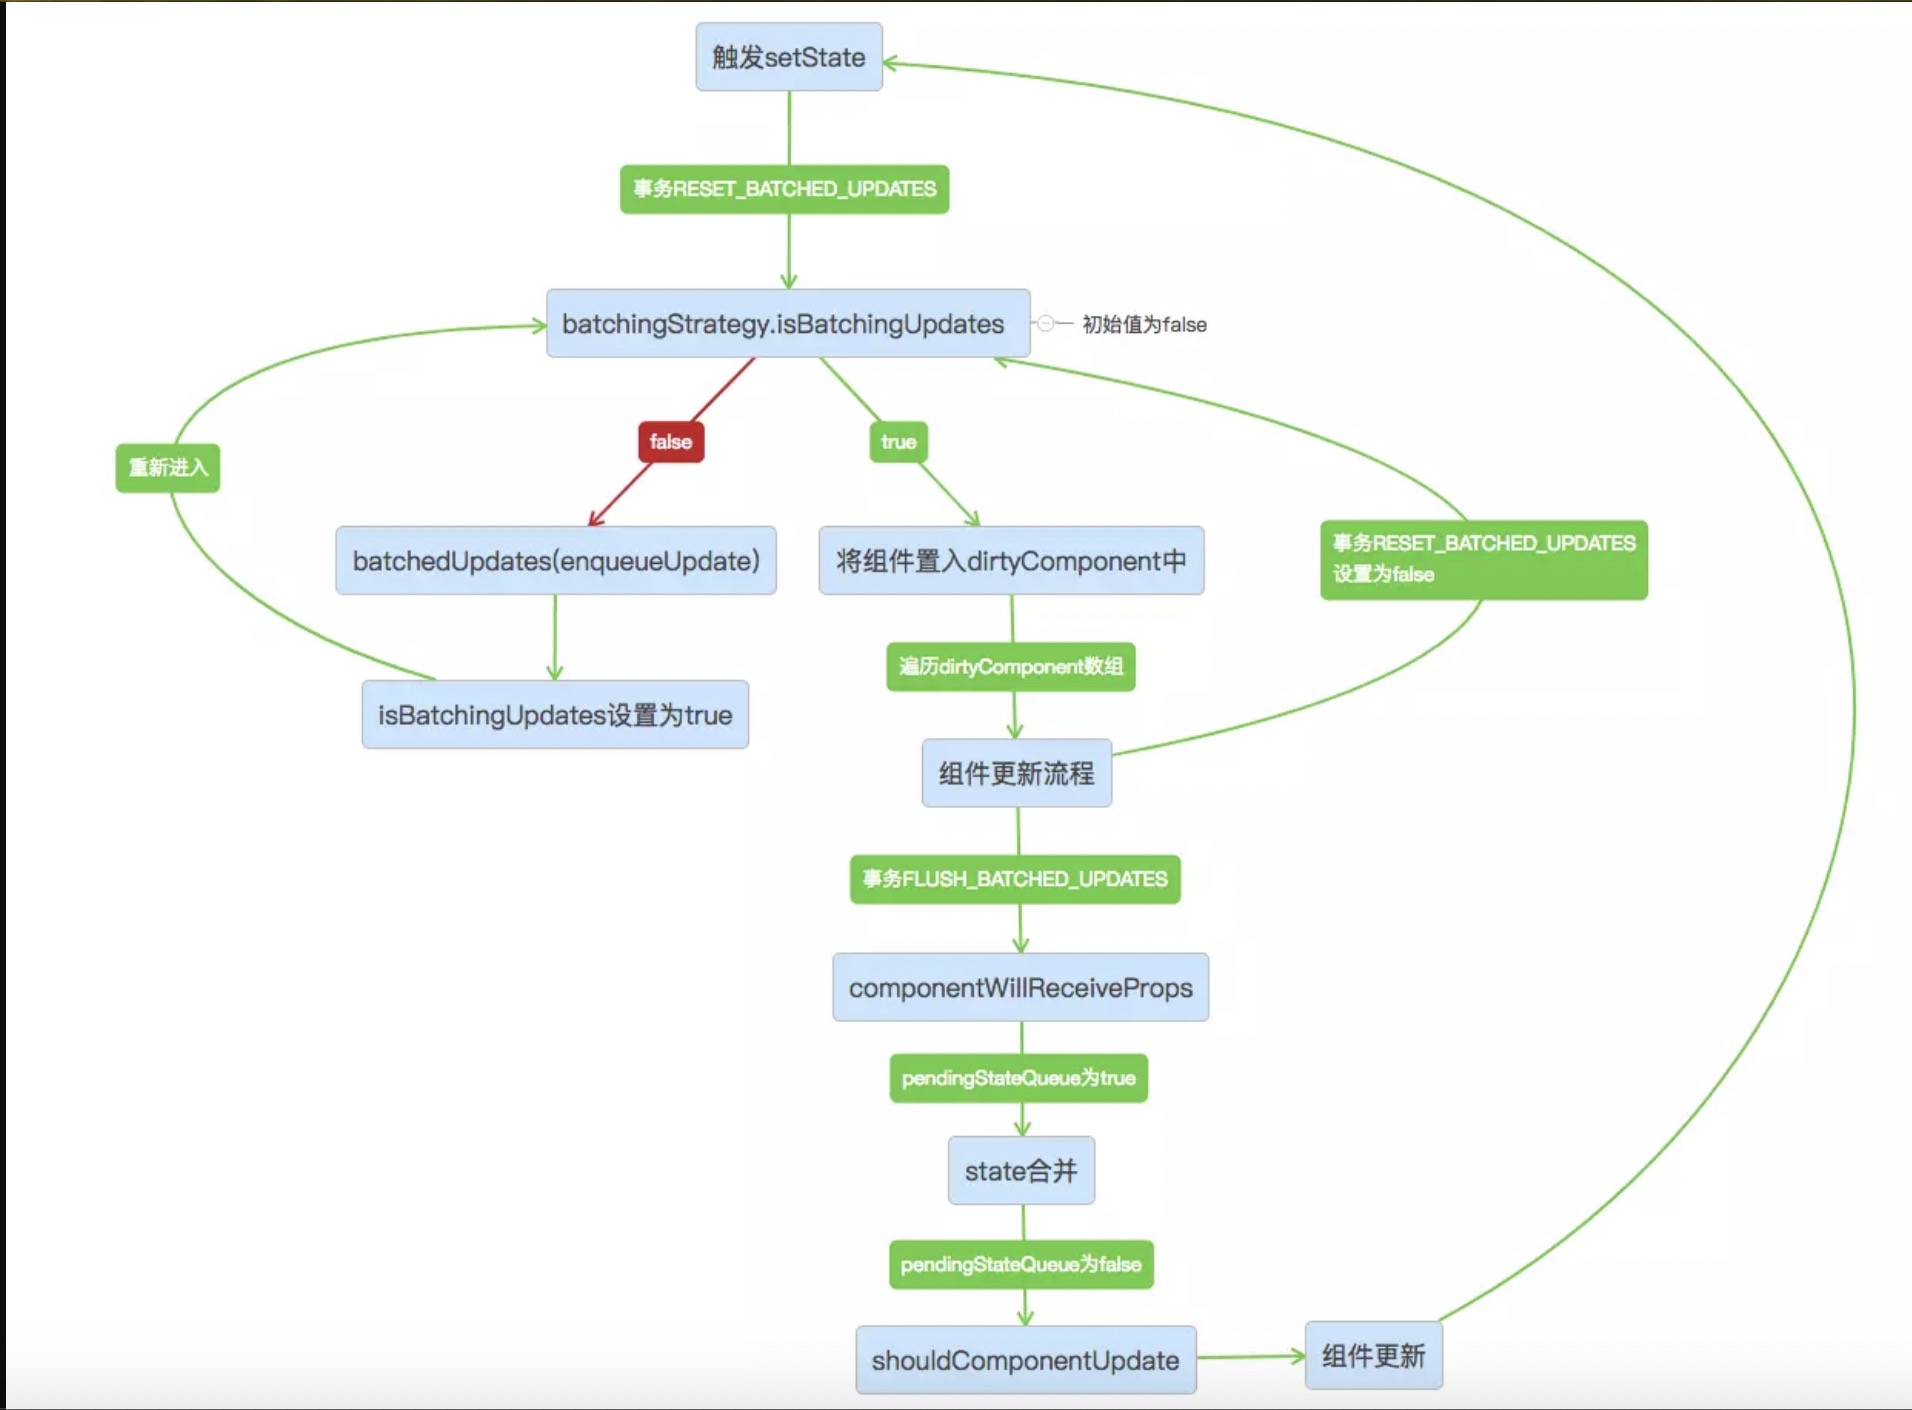 触发setState
事务RESET_BATCHED_UPDATES
batchingStrategy.isBatchingUpdates
初始值为false
false
true
重新进入
batchedUpdates(enqueueUpdate)
将组件置入dirtyComponent中
事务RESET_BATCHED_UPDATES
设置为false
遍历dirtyComponent数组
isBatchingUpdates设置为true
组件更新流程
事务FLUSH_BATCHED_UPDATES
componentWillReceiveProps
pendingStateQueue为true
state合并
pendingStateQueue为false
shouldComponentUpdate
组件更新